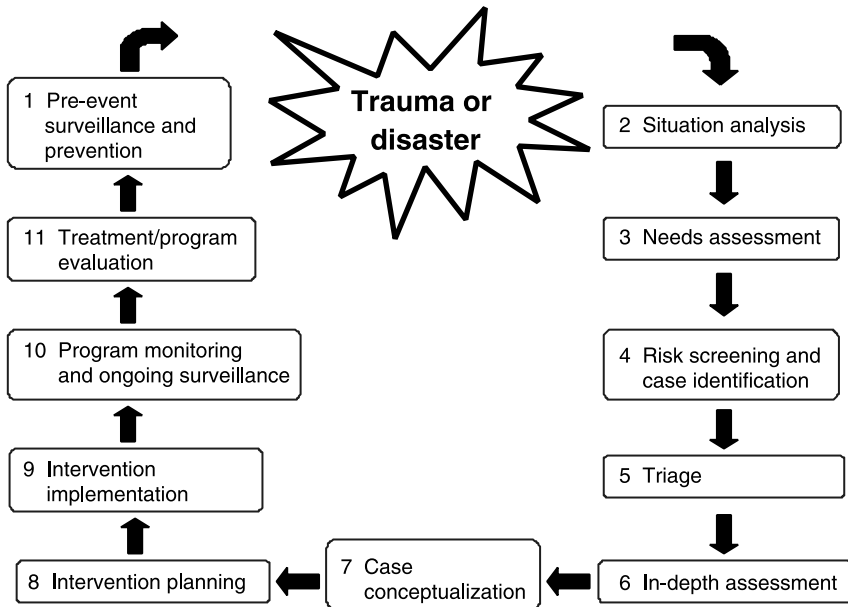 Trauma or
disaster
1 Pre-event
surveillance and
prevention
2 Situation analysis
3 Needs assessment
4 Risk screening and
case identification
5 Triage
6 In-depth assessment
7 Case
conceptualization
8 Intervention planning
9 Intervention
implementation
10 Program monitoring
and ongoing surveillance
11 Treatment/program
evaluation